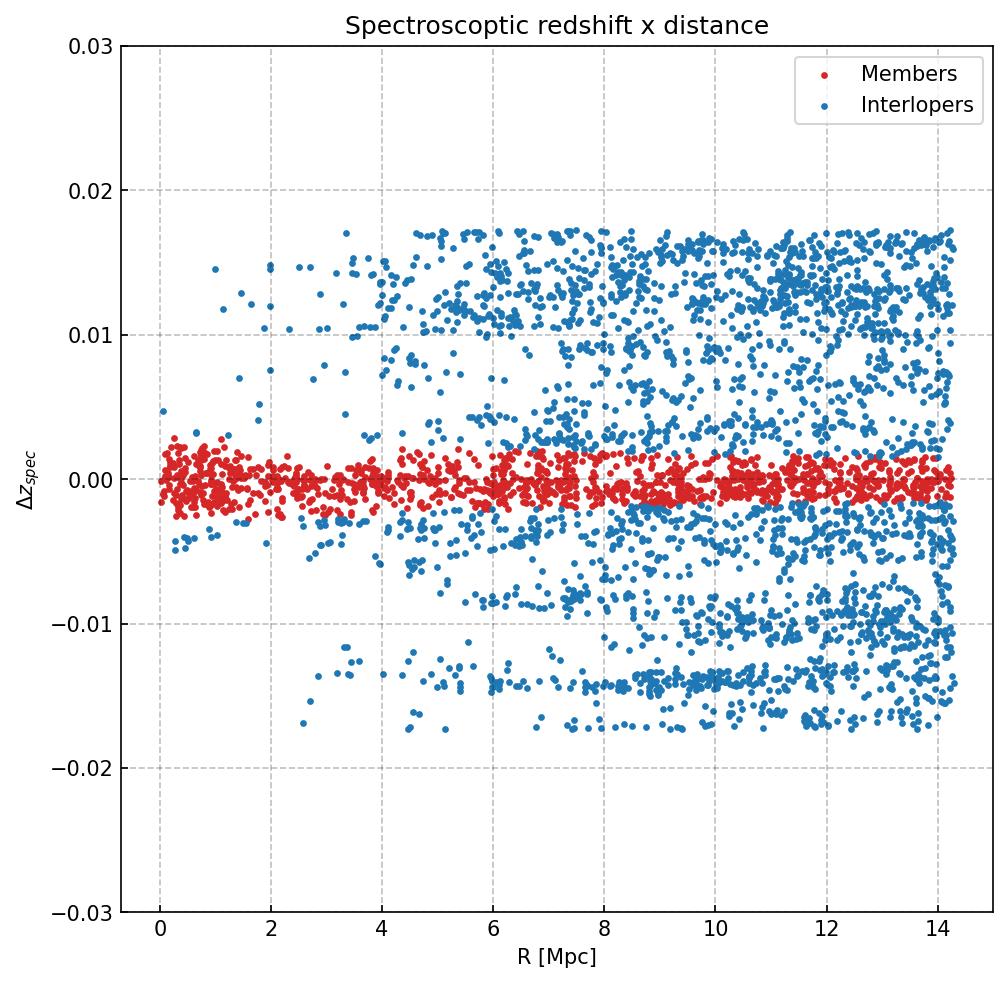 Spectroscoptic redshift x distance
0.03
0.02
0.01
0.00
−0.01
−0.02
−0.03
Δz_spec
Members
Interlopers
0 2 4 6 8 10 12 14
R [Mpc]